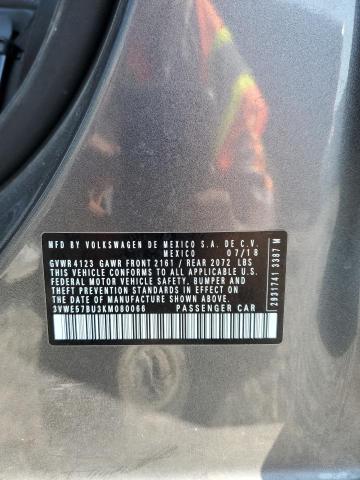 MFD BY VOLKSWAGEN DE MEXICO S.A. DE C.V.
MEXICO 07/18
GVWR 4123 GAWR FRONT 2161 / REAR 2072 LBS
THIS VEHICLE CONFORMS TO ALL APPLICABLE U.S.
FEDERAL MOTOR VEHICLE SAFETY, BUMPER AND
THEFT PREVENTION STANDARDS IN EFFECT ON
THE DATE OF MANUFACTURE SHOWN ABOVE
3VWE57BU3KM080066 PASSENGER CAR
2931741 3387 M